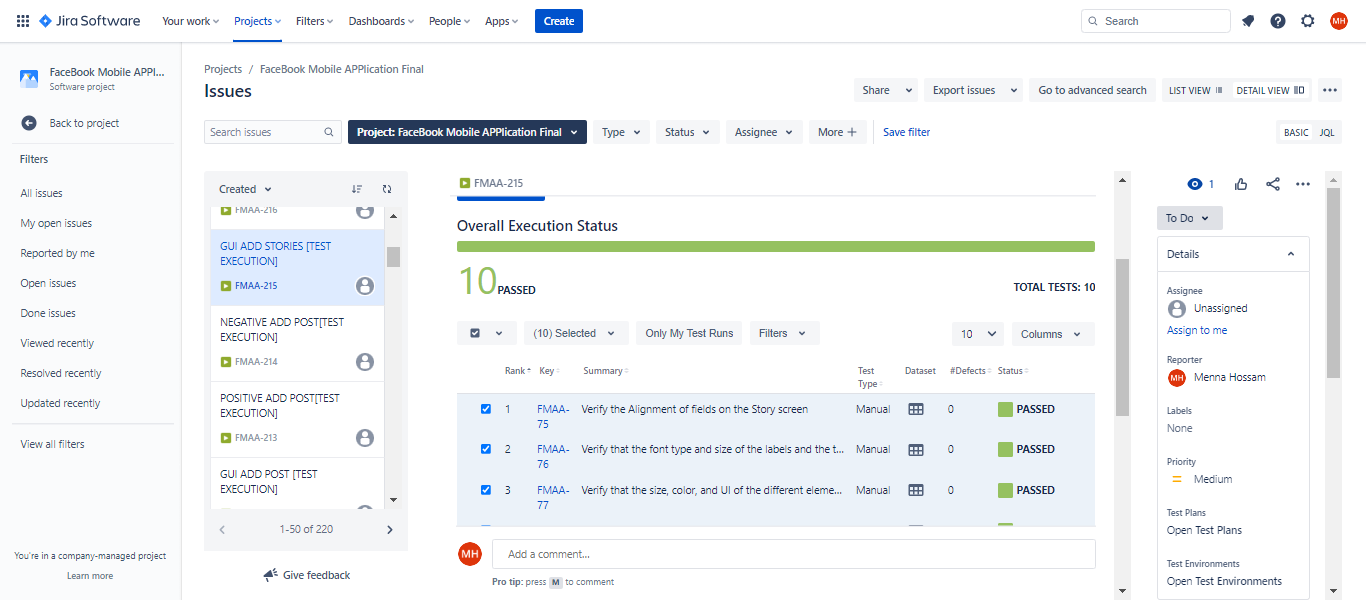 Jira Software
Your work
Projects
Filters
Dashboards
People
Apps
Create
Search
MH
FaceBook Mobile APPl...
Software project
Back to project
Filters
All issues
My open issues
Reported by me
Open issues
Done issues
Viewed recently
Resolved recently
Updated recently
View all filters
You're in a company-managed project
Learn more
Projects / FaceBook Mobile APPlication Final
Issues
Share
Export issues
Go to advanced search
LIST VIEW
DETAIL VIEW
Search issues
Project: FaceBook Mobile APPlication Final
Type
Status
Assignee
More +
Save filter
BASIC
JQL
Created
FMAA-216
GUI ADD STORIES [TEST
EXECUTION]
FMAA-215
NEGATIVE ADD POST[TEST
EXECUTION]
FMAA-214
POSITIVE ADD POST[TEST
EXECUTION]
FMAA-213
GUI ADD POST [TEST
EXECUTION]
1-50 of 220
Give feedback
FMAA-215
Overall Execution Status
10 PASSED
TOTAL TESTS: 10
(10) Selected
Only My Test Runs
Filters
10
Columns
Rank Key Summary Test Type Dataset #Defects Status
1 FMAA-75 Verify the Alignment of fields on the Story screen Manual 0 PASSED
2 FMAA-76 Verify that the font type and size of the labels and the t... Manual 0 PASSED
3 FMAA-77 Verify that the size, color, and UI of the different eleme... Manual 0 PASSED
MH
Add a comment...
Pro tip: press M to comment
1
To Do
Details
Assignee
Unassigned
Assign to me
Reporter
MH Menna Hossam
Labels
None
Priority
Medium
Test Plans
Open Test Plans
Test Environments
Open Test Environments